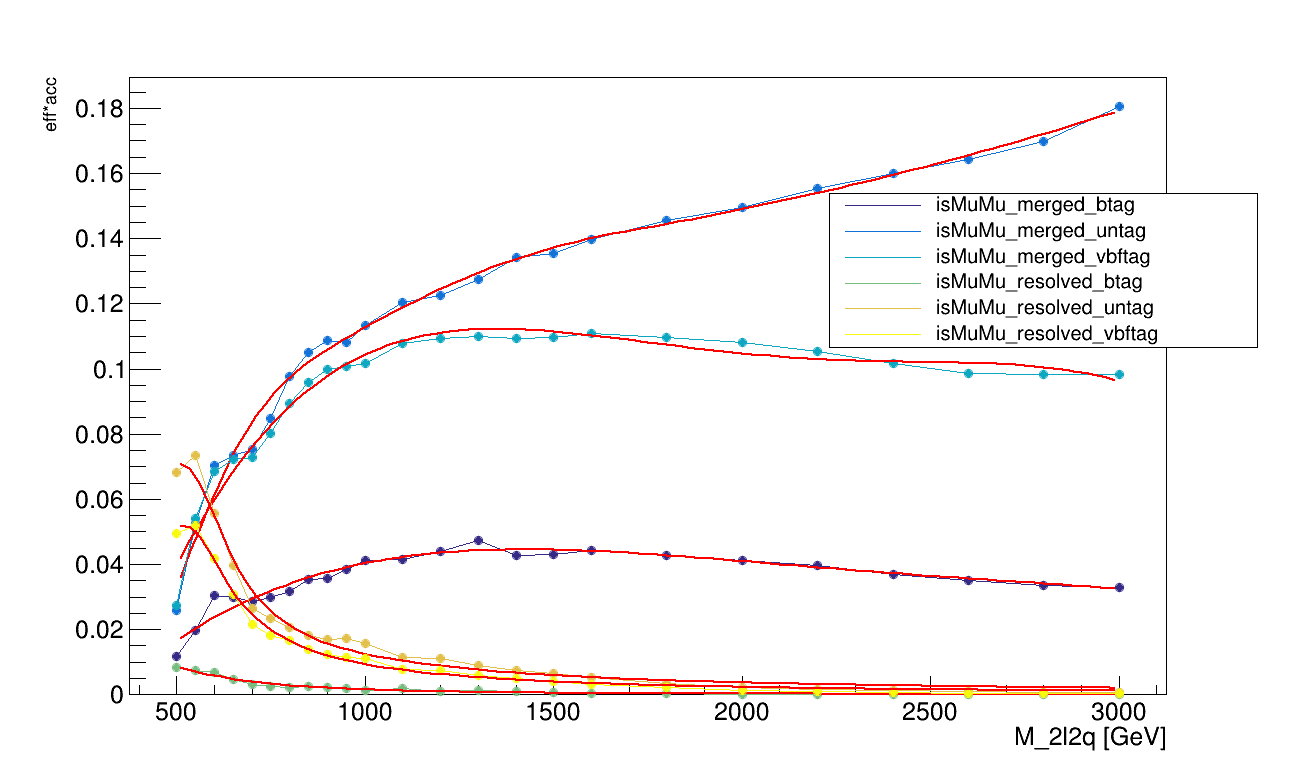 eff*acc
0.18
0.16
0.14
0.12
0.1
0.08
0.06
0.04
0.02
0
isMuMu_merged_btag
isMuMu_merged_untag
isMuMu_merged_vbftag
isMuMu_resolved_btag
isMuMu_resolved_untag
isMuMu_resolved_vbftag
500 1000 1500 2000 2500 3000
M_2l2q [GeV]